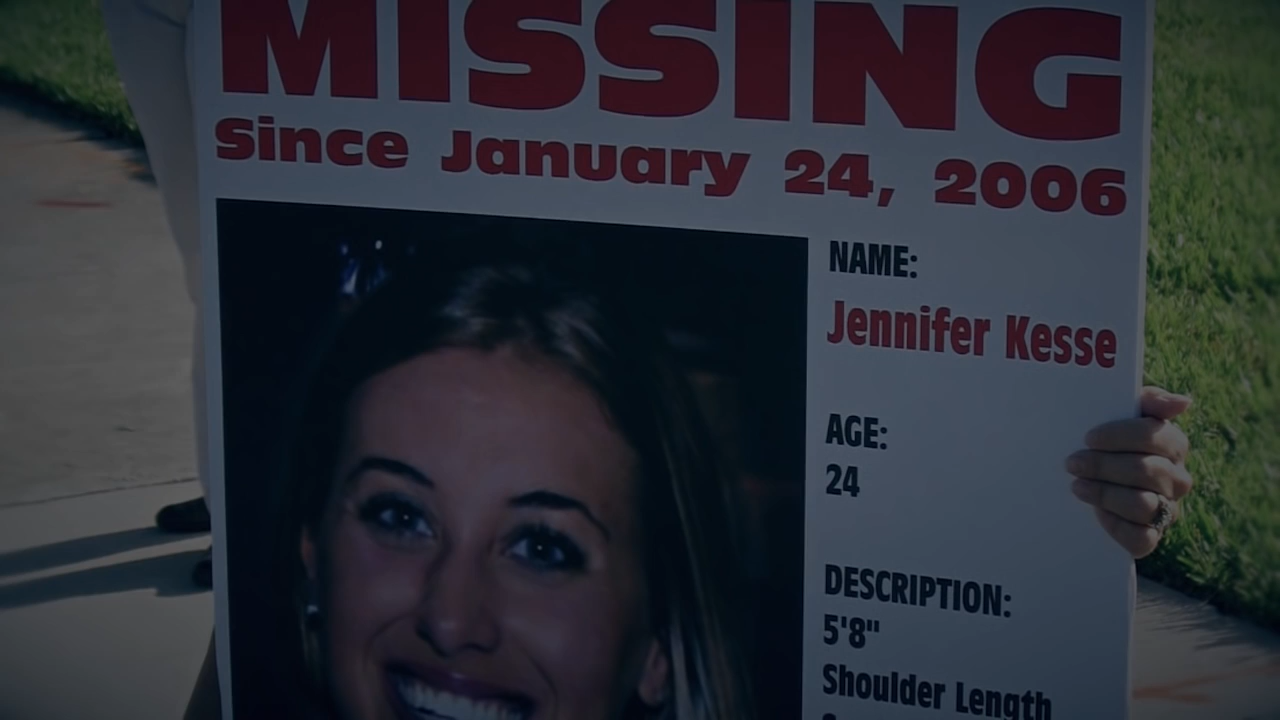 MISSING
Since January 24, 2006
NAME:
Jennifer Kesse
AGE:
24
DESCRIPTION:
5'8"
Shoulder Length